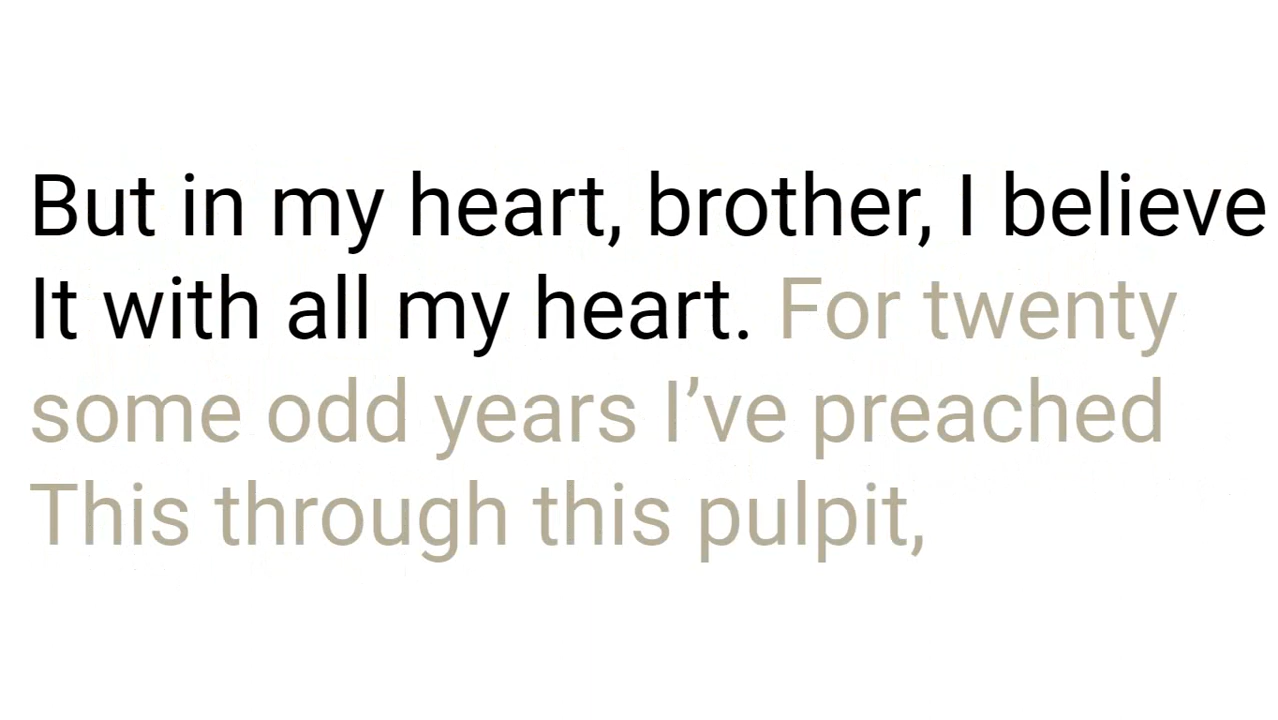 But in my heart, brother, I believe
It with all my heart. For twenty
some odd years I’ve preached
This through this pulpit,